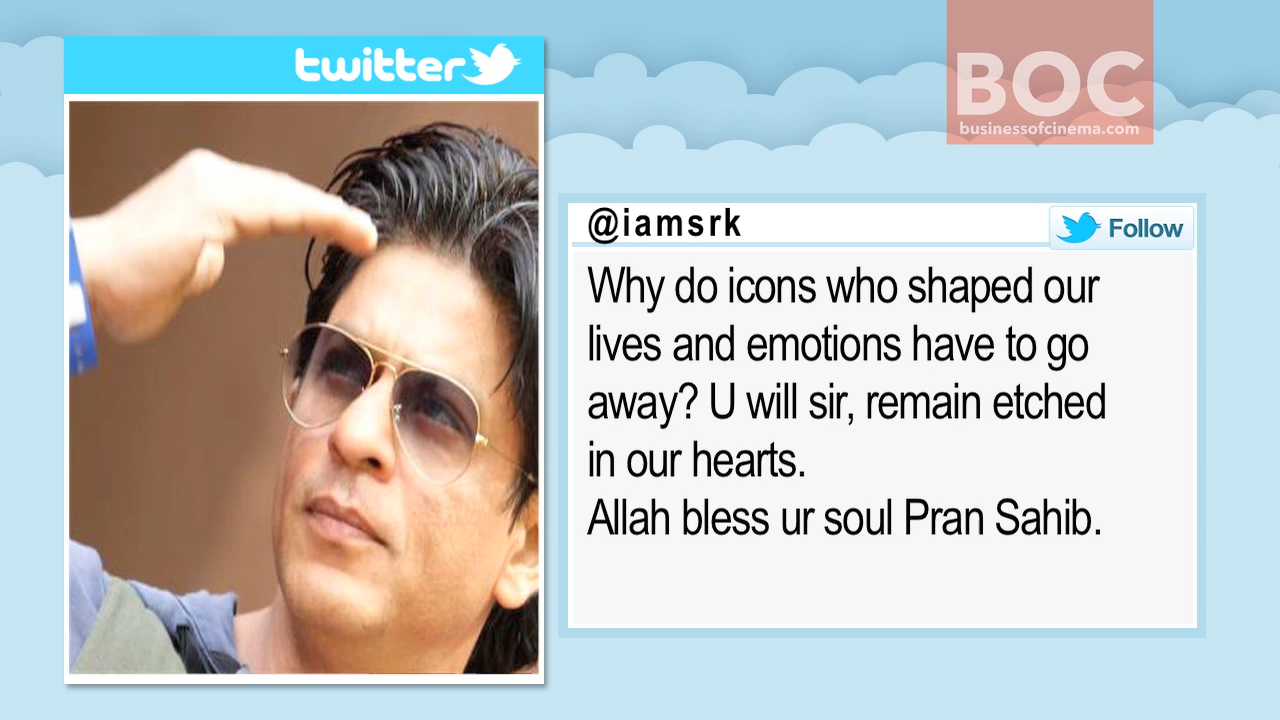 twitter
BOC
businessofcinema.com
@iamsrk
Follow
Why do icons who shaped our
lives and emotions have to go
away? U will sir, remain etched
in our hearts.
Allah bless ur soul Pran Sahib.